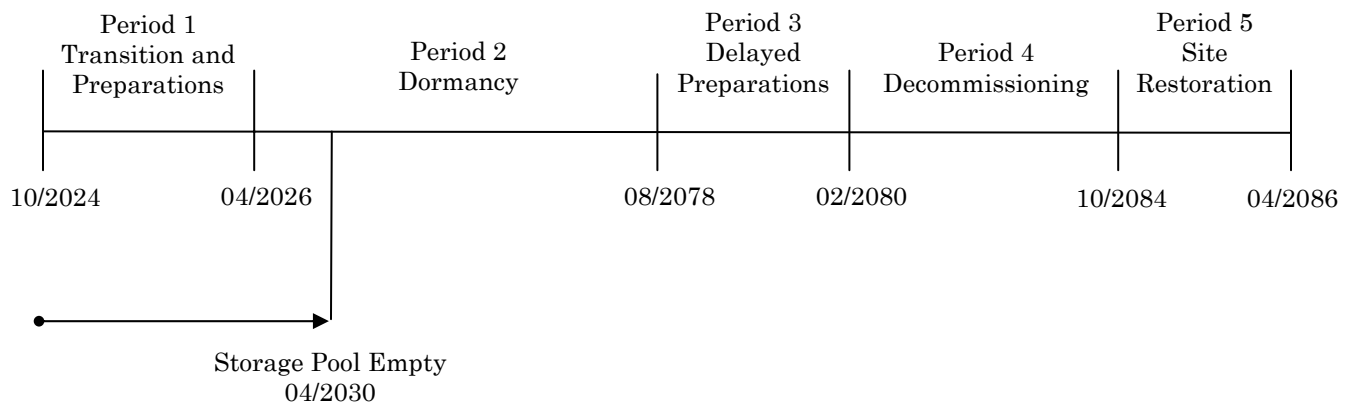 Period 1
Transition and
Preparations
Period 2
Dormancy
Period 3
Delayed
Preparations
Period 4
Decommissioning
Period 5
Site
Restoration
10/2024
04/2026
08/2078
02/2080
10/2084
04/2086
Storage Pool Empty
04/2030